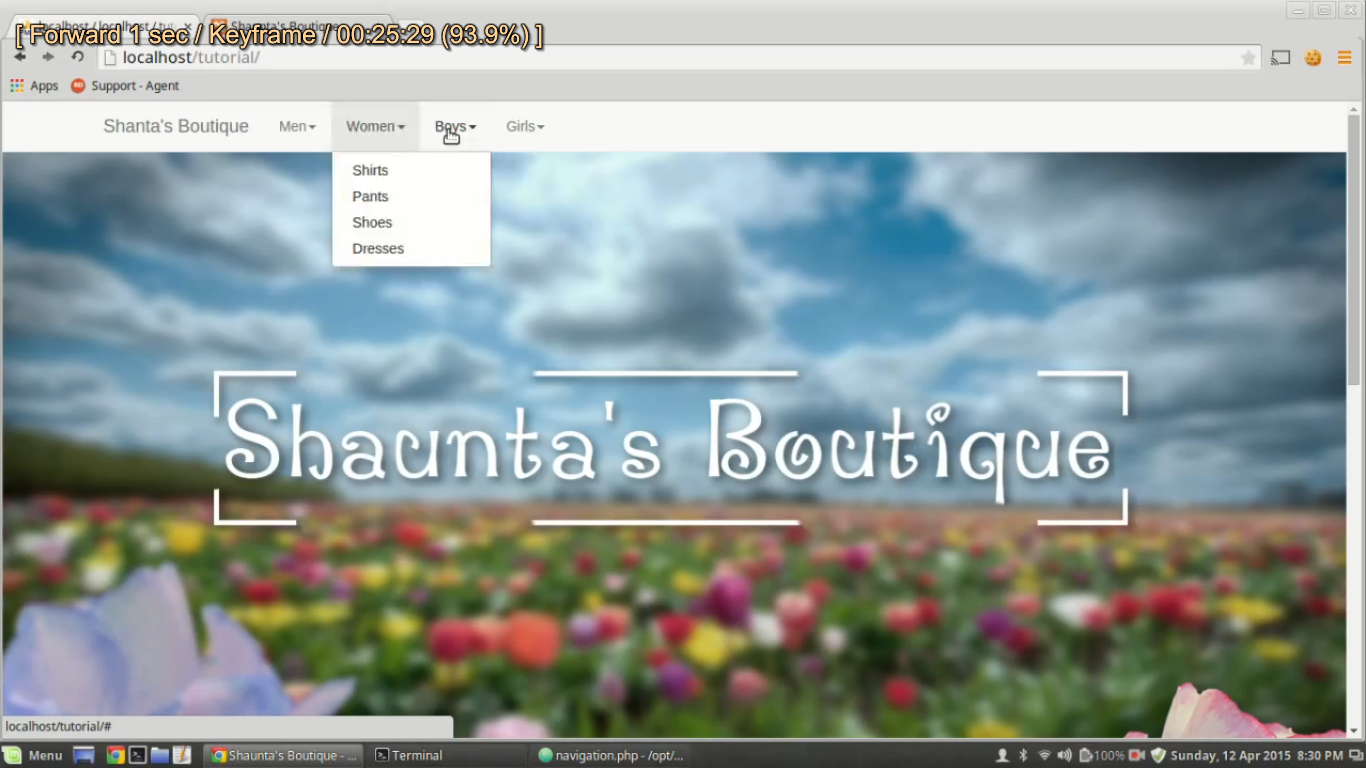 localhost / localhost / tut
Shaunta's Boutique
[ Forward 1 sec / Keyframe / 00:25:29 (93.9%) ]
localhost/tutorial/
Apps Support - Agent
Shanta's Boutique Men Women Boys Girls
Shirts
Pants
Shoes
Dresses
Shaunta's Boutique
localhost/tutorial/#
Menu Shaunta's Boutique - ... Terminal navigation.php - /opt/... 100% Sunday, 12 Apr 2015 8:30 PM